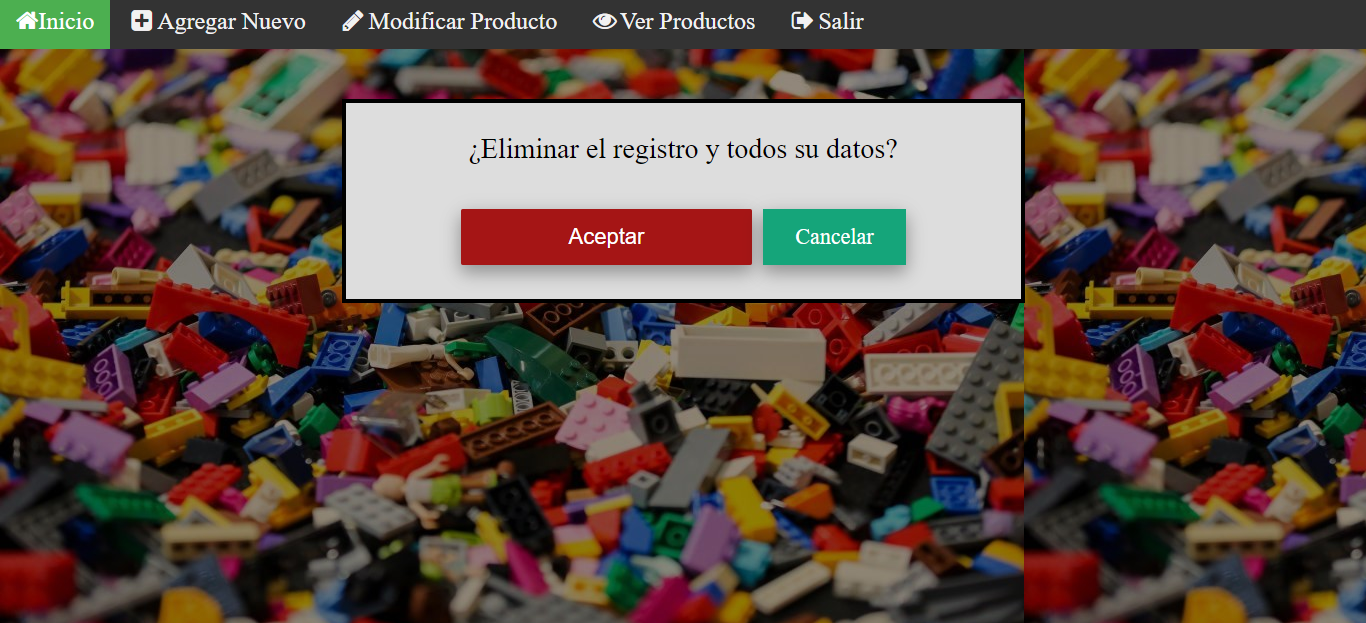 Inicio Agregar Nuevo Modificar Producto Ver Productos Salir
¿Eliminar el registro y todos su datos?
Aceptar Cancelar